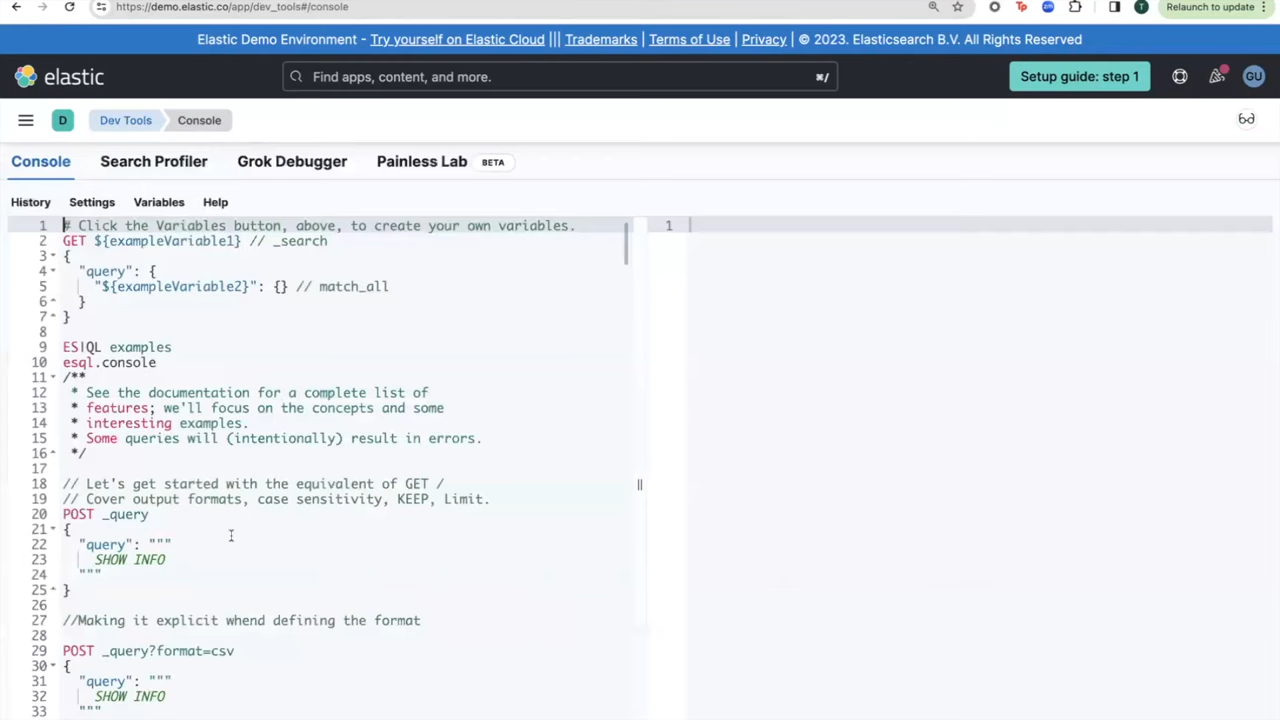 https://demo.elastic.co/app/dev_tools#/console
Relaunch to update
Elastic Demo Environment - Try yourself on Elastic Cloud ||| Trademarks | Terms of Use | Privacy | © 2023. Elasticsearch B.V. All Rights Reserved
elastic
Find apps, content, and more.
⌘/
Setup guide: step 1
GU
D
Dev Tools
Console
Console
Search Profiler
Grok Debugger
Painless Lab
BETA
History
Settings
Variables
Help
1 # Click the Variables button, above, to create your own variables.
2 GET ${exampleVariable1} // _search
3 {
4 "query": {
5 "${exampleVariable2}": {} // match_all
6 }
7 }
8
9 ES|QL examples
10 esql.console
11 /**
12 * See the documentation for a complete list of
13 * features; we'll focus on the concepts and some
14 * interesting examples.
15 * Some queries will (intentionally) result in errors.
16 */
17
18 // Let's get started with the equivalent of GET /
19 // Cover output formats, case sensitivity, KEEP, Limit.
20 POST _query
21 {
22 "query": """
23 SHOW INFO
24 """
25 }
26
27 //Making it explicit whend defining the format
28
29 POST _query?format=csv
30 {
31 "query": """
32 SHOW INFO
33 """
1